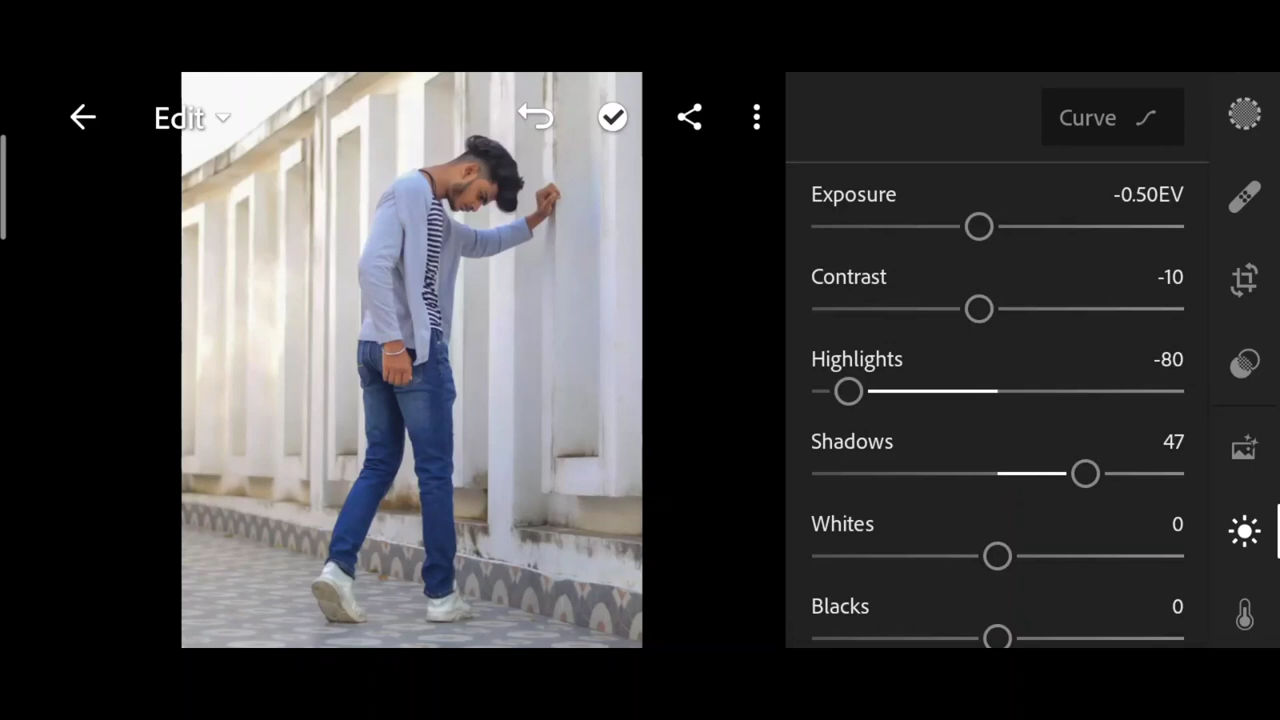 Edit
Curve
Exposure -0.50EV
Contrast -10
Highlights -80
Shadows 47
Whites 0
Blacks 0